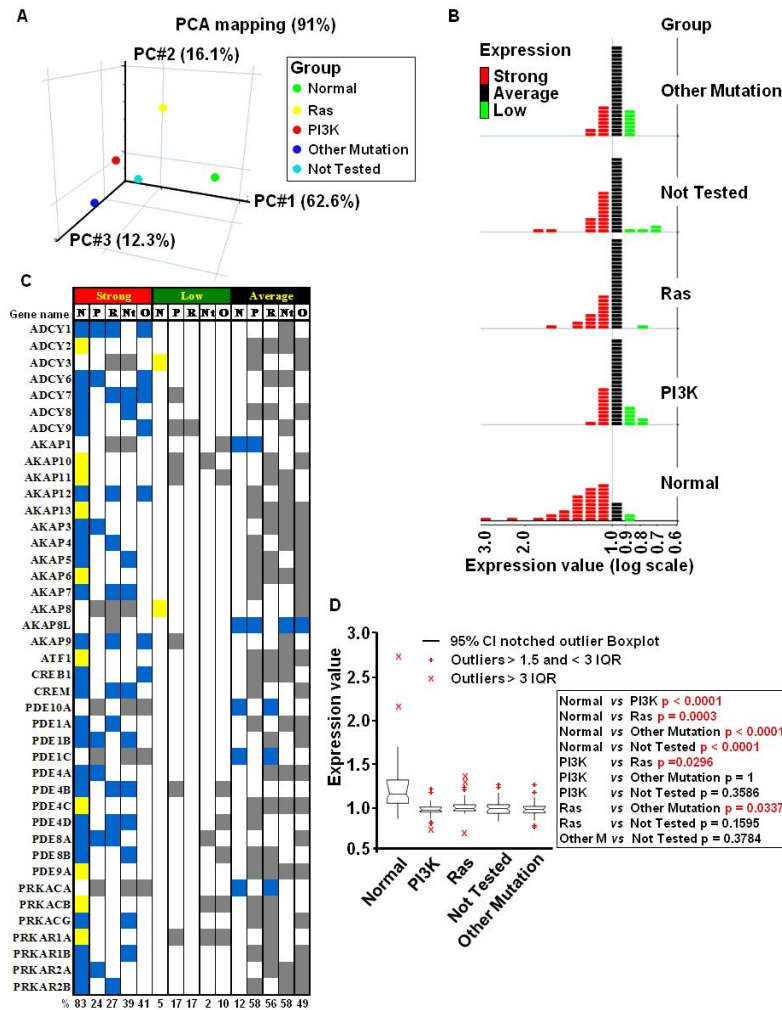 A
PCA mapping (91%)
PC#2 (16.1%)
Group
Normal
Ras
PI3K
Other Mutation
Not Tested
PC#1 (62.6%)
PC#3 (12.3%)
B
Expression
Strong
Average
Low
Group
Other Mutation
Not Tested
Ras
PI3K
Normal
3.0 2.0 1.0 0.9 0.8 0.7 0.6
Expression value (log scale)
C
Strong Low Average
Gene name N P R Nt O N P R Nt O N P R Nt O
ADCY1
ADCY2
ADCY3
ADCY6
ADCY7
ADCY8
ADCY9
AKAP1
AKAP10
AKAP11
AKAP12
AKAP13
AKAP3
AKAP4
AKAP5
AKAP6
AKAP7
AKAP8
AKAP8L
AKAP9
ATF1
CREB1
CREM
PDE10A
PDE1A
PDE1B
PDE1C
PDE4A
PDE4B
PDE4C
PDE4D
PDE8A
PDE8B
PDE9A
PRKACA
PRKACB
PRKACG
PRKAR1A
PRKAR1B
PRKAR2A
PRKAR2B
% 83 24 27 39 41 5 17 17 2 10 12 58 56 58 49
D
3.0
2.5
2.0
1.5
1.0
0.5
Expression value
95% CI notched outlier Boxplot
Outliers > 1.5 and < 3 IQR
Outliers > 3 IQR
Normal
PI3K
Ras
Not Tested
Other Mutation
Normal vs PI3K p < 0.0001
Normal vs Ras p = 0.0003
Normal vs Other Mutation p < 0.0001
Normal vs Not Tested p < 0.0001
PI3K vs Ras p =0.0296
PI3K vs Other Mutation p = 1
PI3K vs Not Tested p = 0.3586
Ras vs Other Mutation p = 0.0337
Ras vs Not Tested p = 0.1595
Other M vs Not Tested p = 0.3784